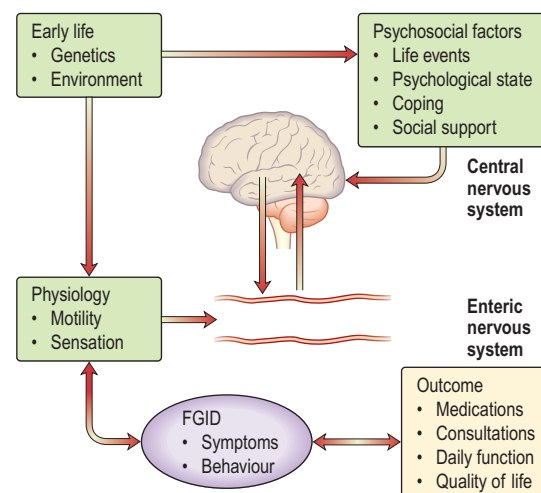 Early life
• Genetics
• Environment
Psychosocial factors
• Life events
• Psychological state
• Coping
• Social support
Central
nervous
system
Physiology
• Motility
• Sensation
Enteric
nervous
system
FGID
• Symptoms
• Behaviour
Outcome
• Medications
• Consultations
• Daily function
• Quality of life